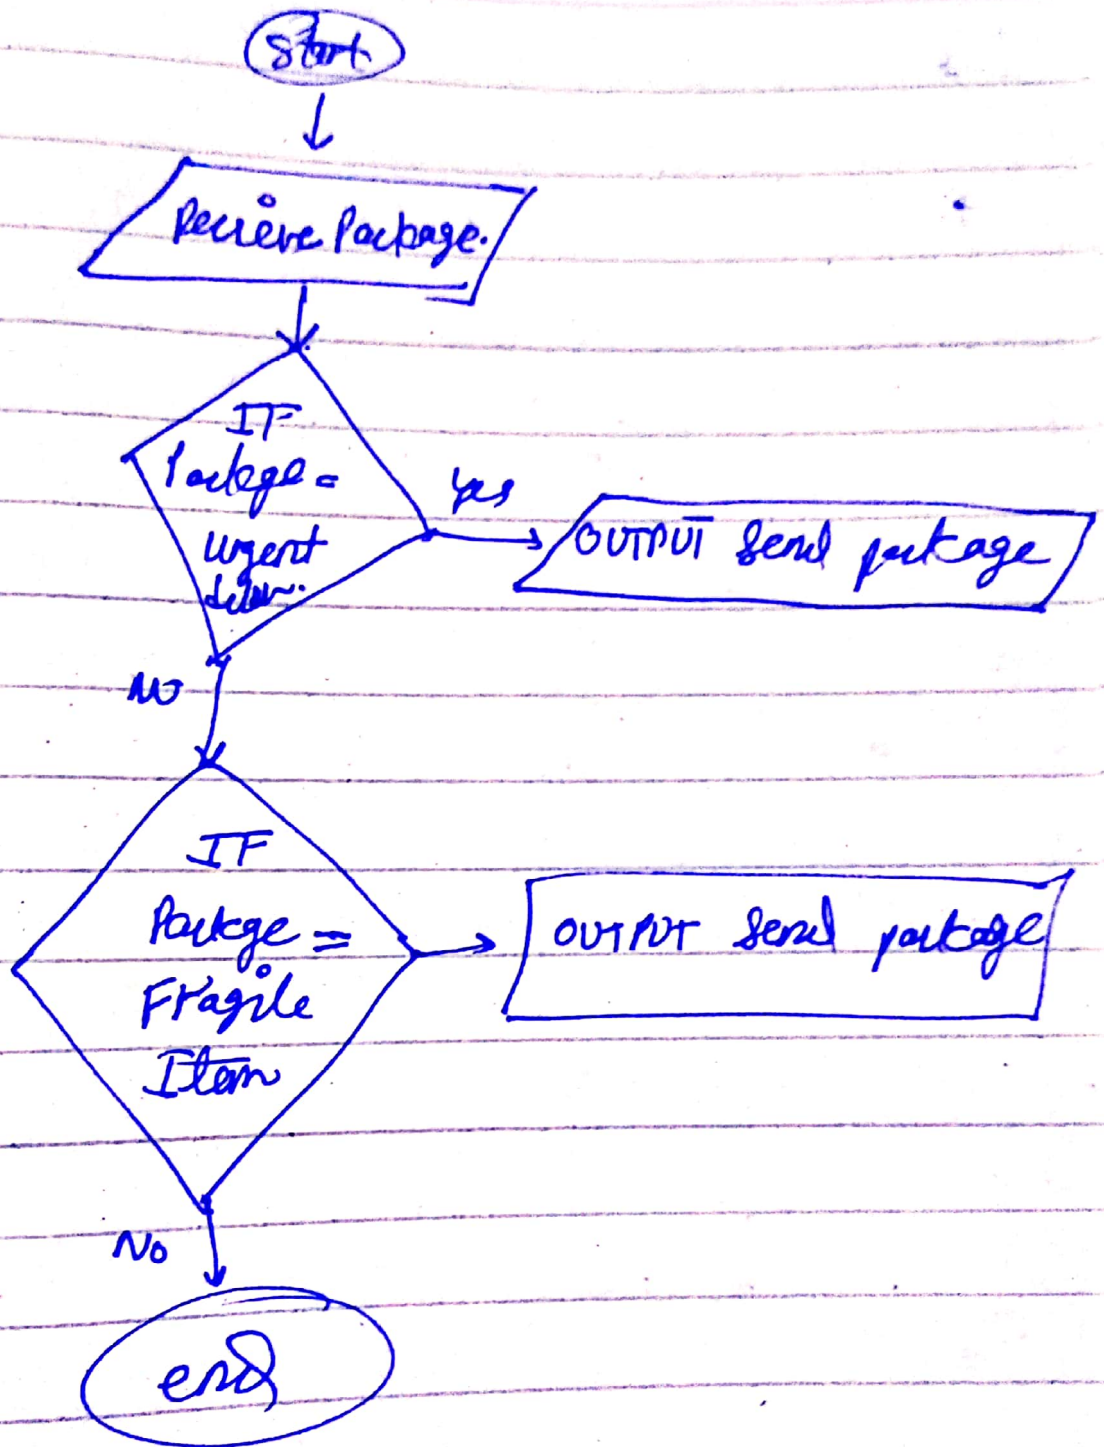 Start
Recieve Package.
IF
Package =
urgent
Yes
OUTPUT Send package
NO
IF
Package =
Fragile
Item
OUTPUT Send package
No
end